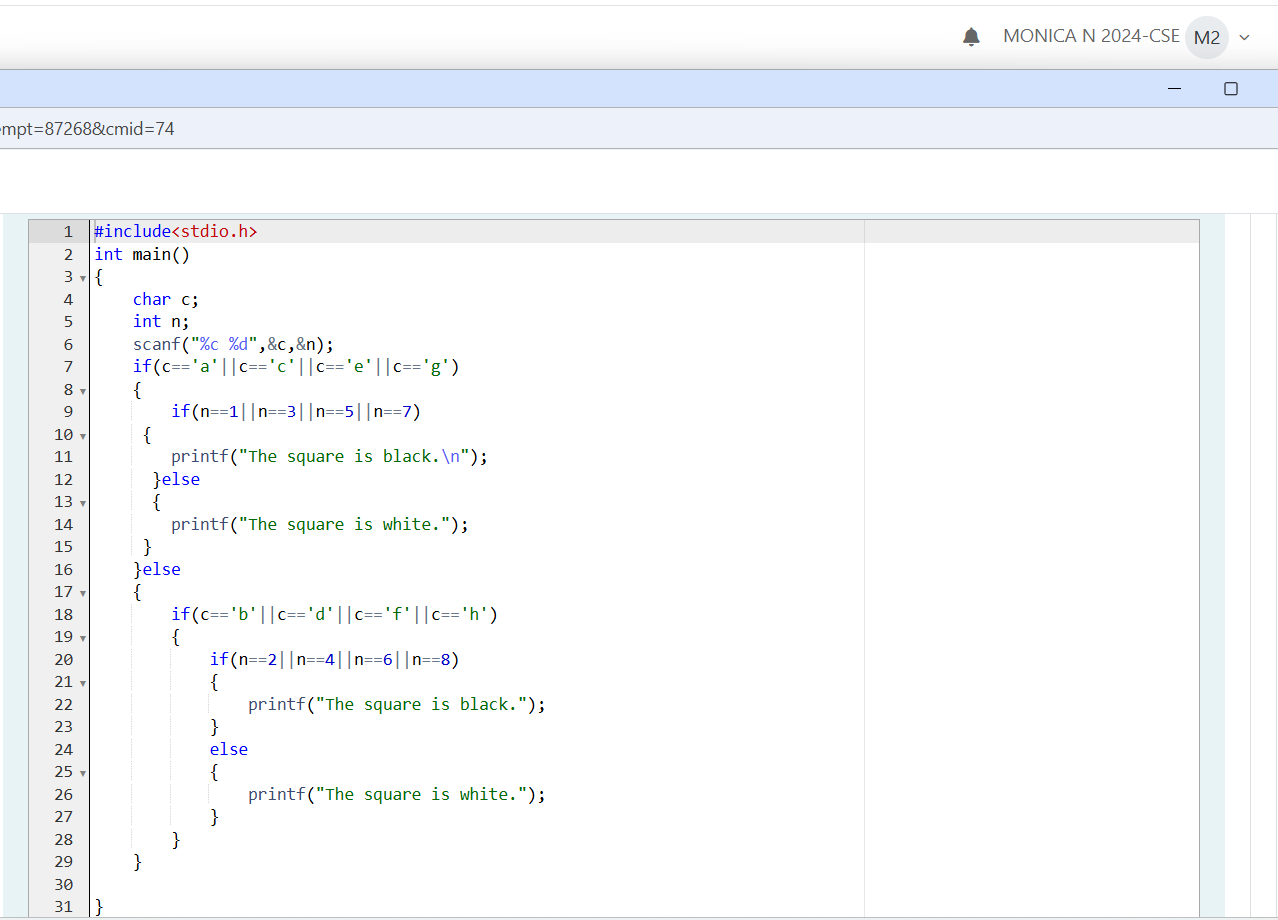 MONICA N 2024-CSE M2
empt=87268&cmid=74
1 #include<stdio.h>
2 int main()
3 {
4     char c;
5     int n;
6     scanf("%c %d",&c,&n);
7     if(c=='a'||c=='c'||c=='e'||c=='g')
8     {
9         if(n==1||n==3||n==5||n==7)
10      {
11         printf("The square is black.\n");
12       }else
13       {
14         printf("The square is white.");
15      }
16     }else
17     {
18         if(c=='b'||c=='d'||c=='f'||c=='h')
19         {
20             if(n==2||n==4||n==6||n==8)
21             {
22                 printf("The square is black.");
23             }
24             else
25             {
26                 printf("The square is white.");
27             }
28         }
29     }
30
31 }